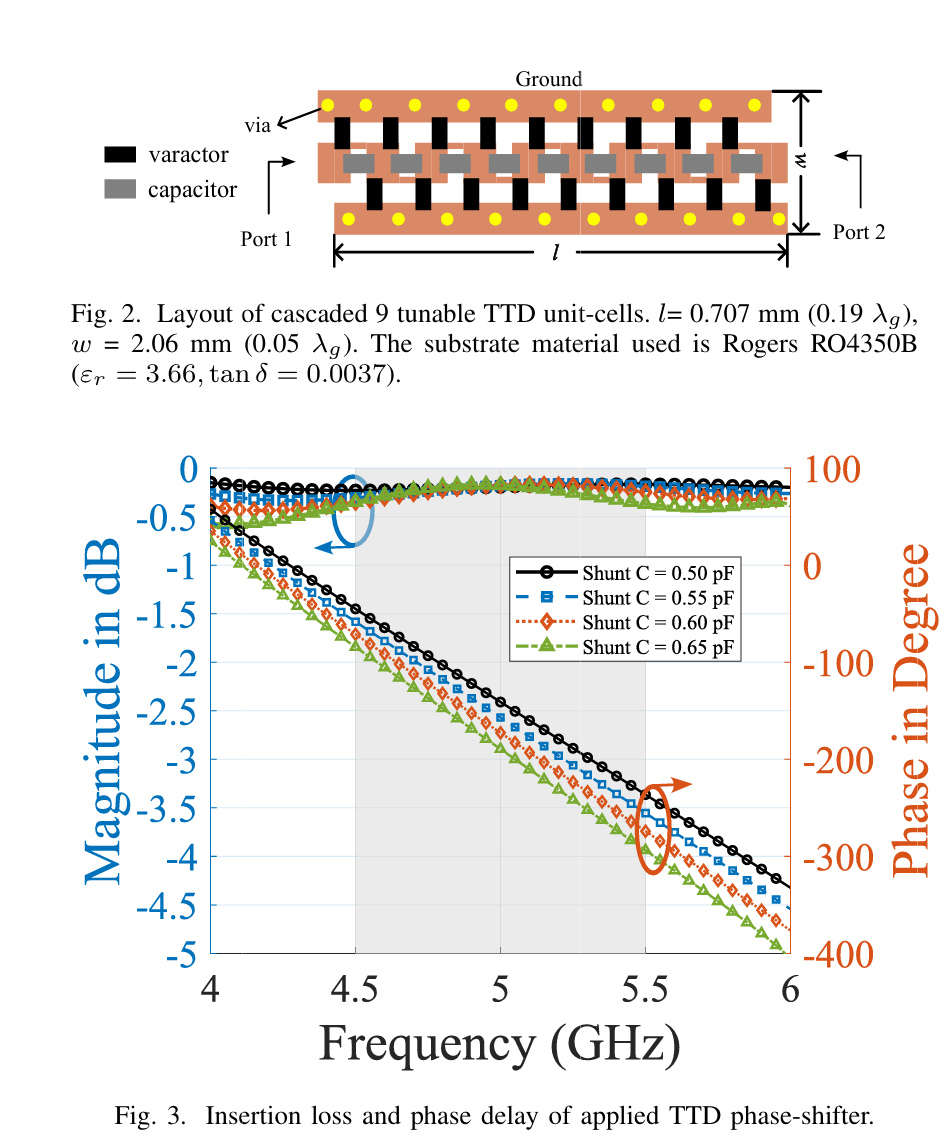 Ground
via
varactor
capacitor
Port 1
w
l
Port 2
Fig. 2. Layout of cascaded 9 tunable TTD unit-cells. l= 0.707 mm (0.19 λg),
w = 2.06 mm (0.05 λg). The substrate material used is Rogers RO4350B
(εr = 3.66, tan δ = 0.0037).
Magnitude in dB
0
-0.5
-1
-1.5
-2
-2.5
-3
-3.5
-4
-4.5
-5
Shunt C = 0.50 pF
Shunt C = 0.55 pF
Shunt C = 0.60 pF
Shunt C = 0.65 pF
100
0
-100
-200
-300
-400
Phase in Degree
4 4.5 5 5.5 6
Frequency (GHz)
Fig. 3. Insertion loss and phase delay of applied TTD phase-shifter.